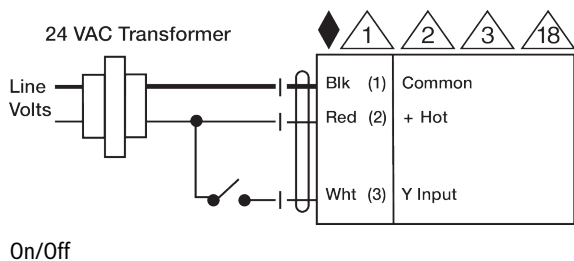 24 VAC Transformer
1 2 3 18
Line
Volts
Blk (1) Common
Red (2) + Hot
Wht (3) Y Input
On/Off